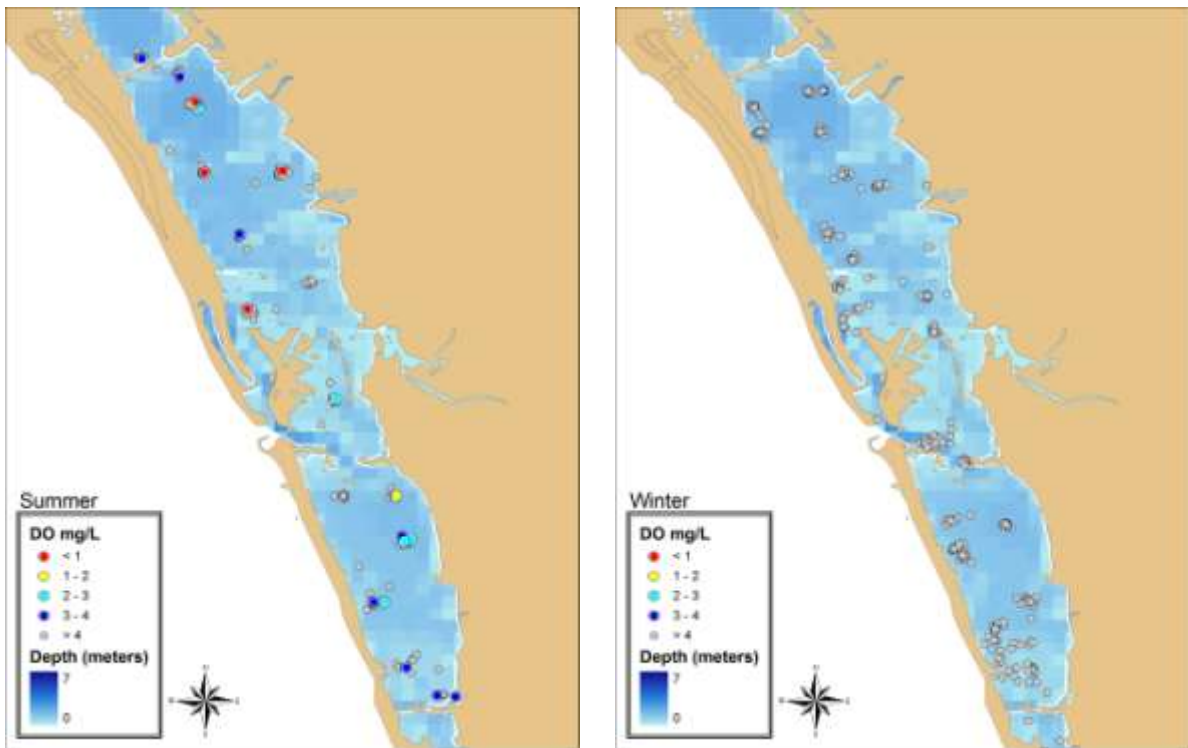 Summer
DO mg/L
< 1
1 - 2
2 - 3
3 - 4
> 4
Depth (meters)
7
0
Winter
DO mg/L
< 1
1 - 2
2 - 3
3 - 4
> 4
Depth (meters)
7
0